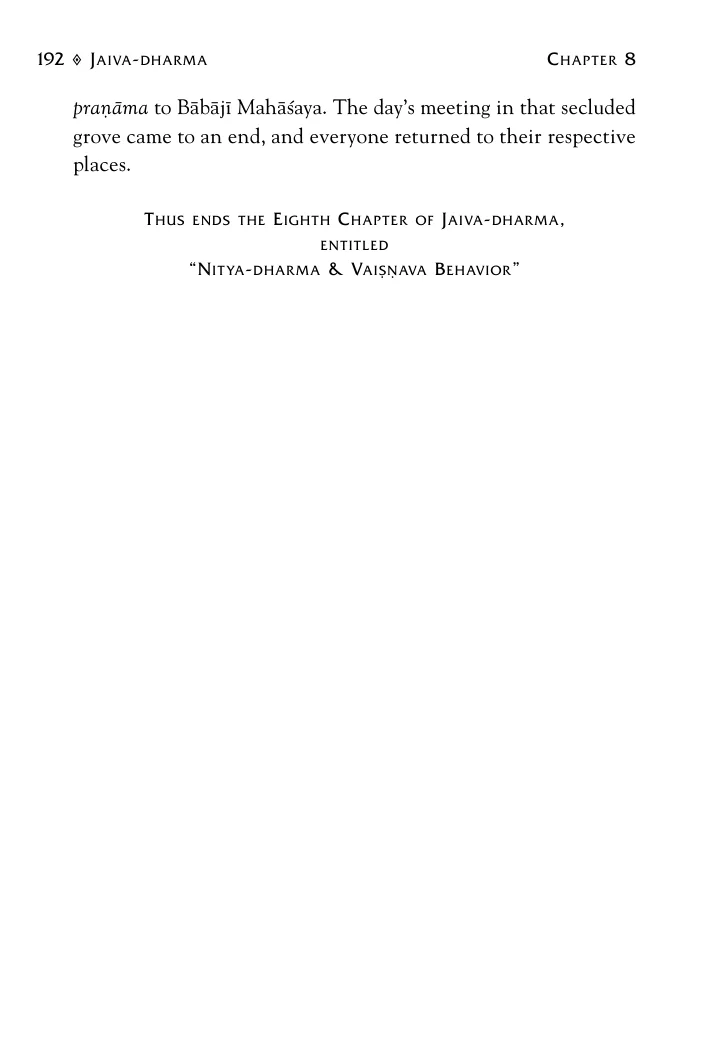 192 ◊ Jaiva-dharma Chapter 8
praṇāma to Bābājī Mahāśaya. The day’s meeting in that secluded
grove came to an end, and everyone returned to their respective
places.
Thus ends the Eighth Chapter of Jaiva-dharma,
entitled
“Nitya-dharma & Vaiṣṇava Behavior”